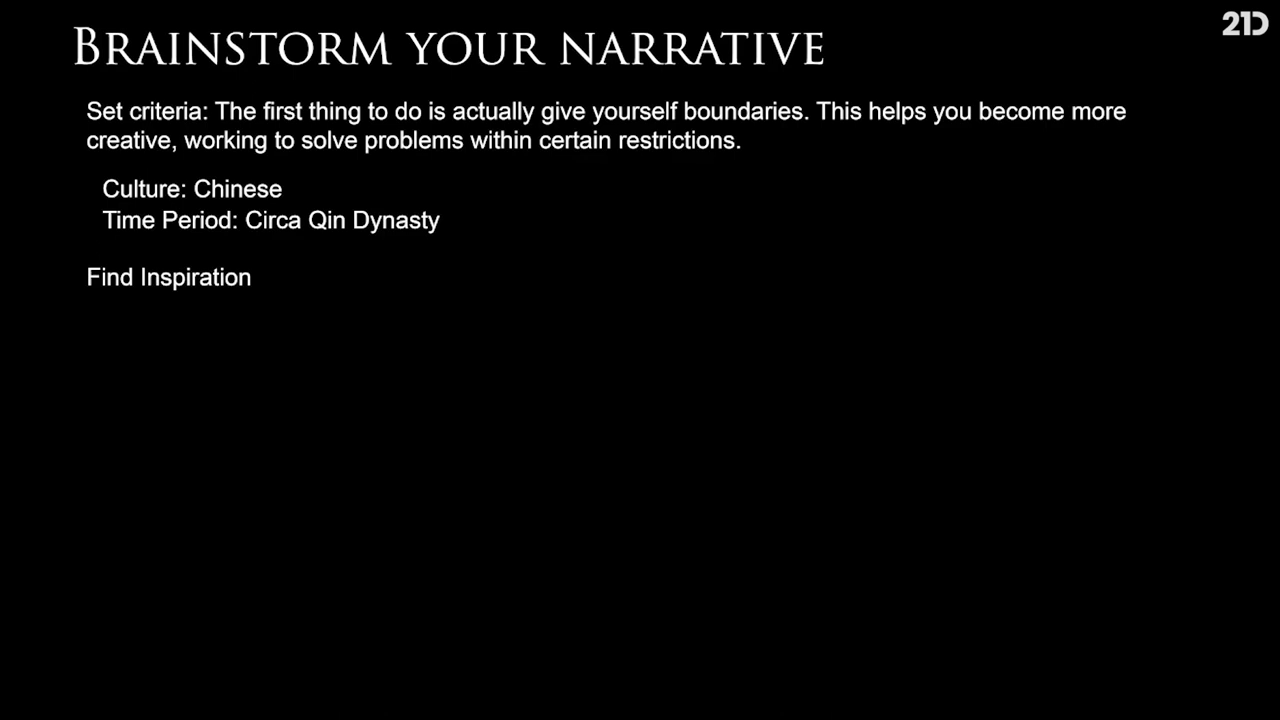 21D
BRAINSTORM YOUR NARRATIVE
Set criteria: The first thing to do is actually give yourself boundaries. This helps you become more
creative, working to solve problems within certain restrictions.
Culture: Chinese
Time Period: Circa Qin Dynasty
Find Inspiration